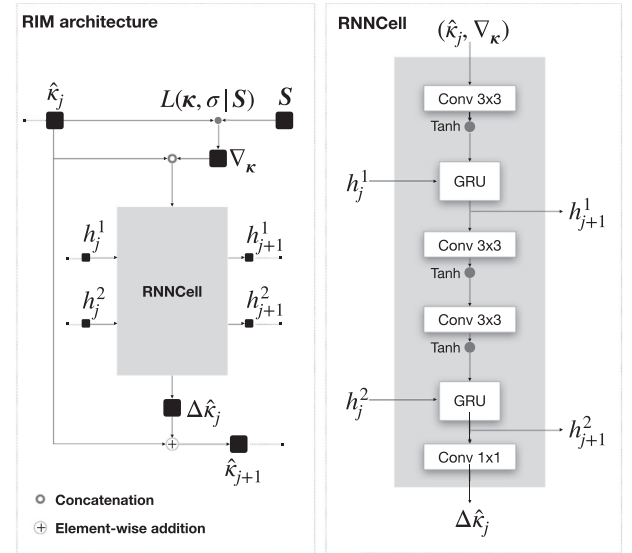 RIM architecture
κ̂ⱼ
L(κ, σ | S)
S
∇κ
h¹ⱼ
h¹ⱼ₊₁
RNNCell
h²ⱼ
h²ⱼ₊₁
Δκ̂ⱼ
+
κ̂ⱼ₊₁
Concatenation
+ Element-wise addition
RNNCell
(κ̂ⱼ, ∇κ)
Conv 3x3
Tanh
h¹ⱼ
GRU
h¹ⱼ₊₁
Conv 3x3
Tanh
Conv 3x3
Tanh
h²ⱼ
GRU
h²ⱼ₊₁
Conv 1x1
Δκ̂ⱼ